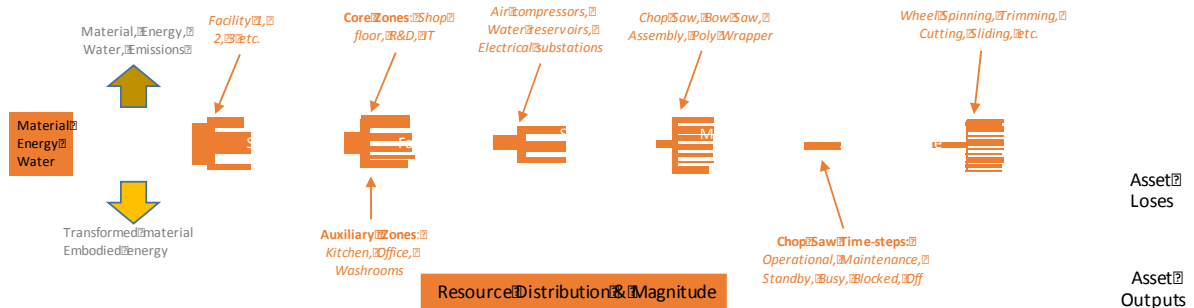 Material, Energy,
Water, Emissions
Facility 1,
2, 3 etc.
Core Zones: Shop
floor, R&D, IT
Air compressors,
Water reservoirs,
Electrical substations
Chop Saw, Bow Saw,
Assembly, Poly Wrapper
Wheel Spinning, Trimming,
Cutting, Sliding, etc.
Material
Energy
Water
Asset
Loses
Transformed material
Embodied energy
Auxiliary Zones:
Kitchen, Office,
Washrooms
Chop Saw Time-steps:
Operational, Maintenance,
Standby, Busy, Blocked, Off
Resource Distribution & Magnitude
Asset
Outputs